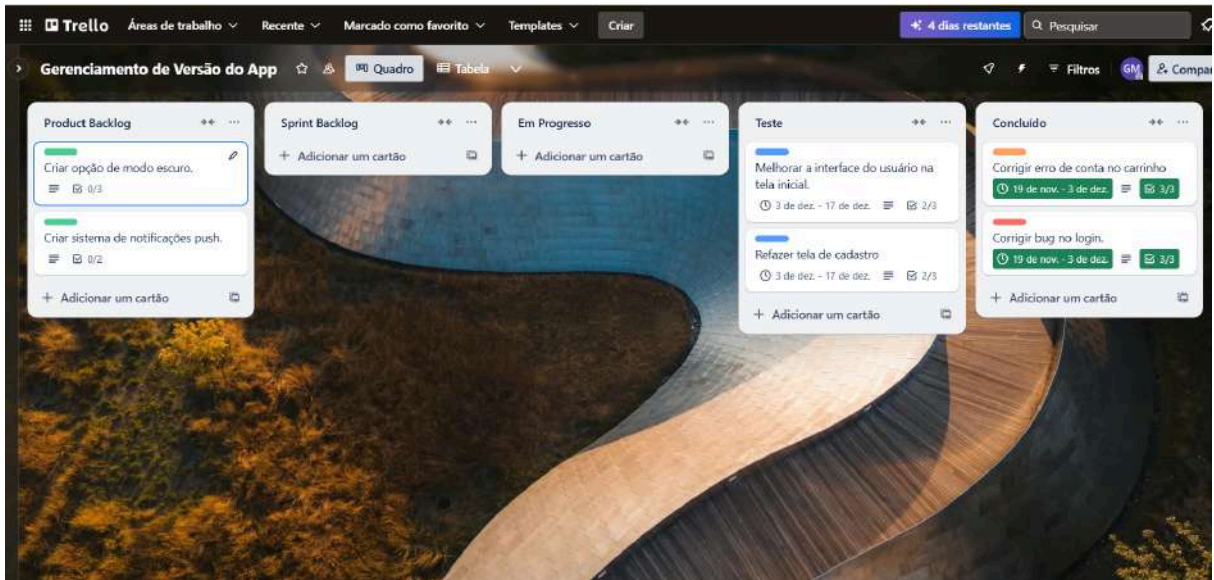 Trello Áreas de trabalho Recente Marcado como favorito Templates Criar 4 dias restantes Pesquisar
Gerenciamento de Versão do App Quadro Tabela Filtros GM Compar
Product Backlog
Criar opção de modo escuro.
0/3
Criar sistema de notificações push.
0/2
+ Adicionar um cartão
Sprint Backlog
+ Adicionar um cartão
Em Progresso
+ Adicionar um cartão
Teste
Melhorar a interface do usuário na
tela inicial.
3 de dez. - 17 de dez. 2/3
Refazer tela de cadastro
3 de dez. - 17 de dez. 2/3
+ Adicionar um cartão
Concluído
Corrigir erro de conta no carrinho
19 de nov. - 3 de dez. 3/3
Corrigir bug no login.
19 de nov. - 3 de dez. 3/3
+ Adicionar um cartão